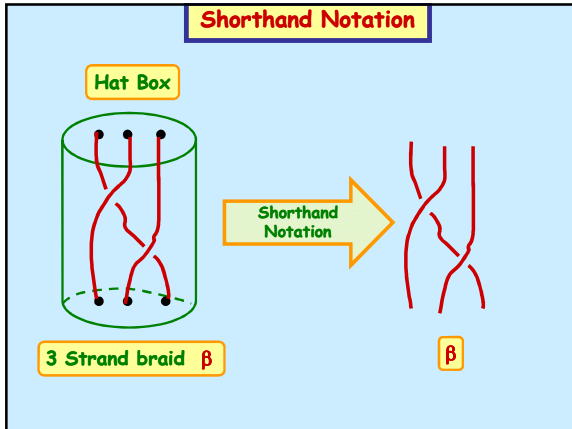 Shorthand Notation
Hat Box
Shorthand
Notation
3 Strand braid β
β